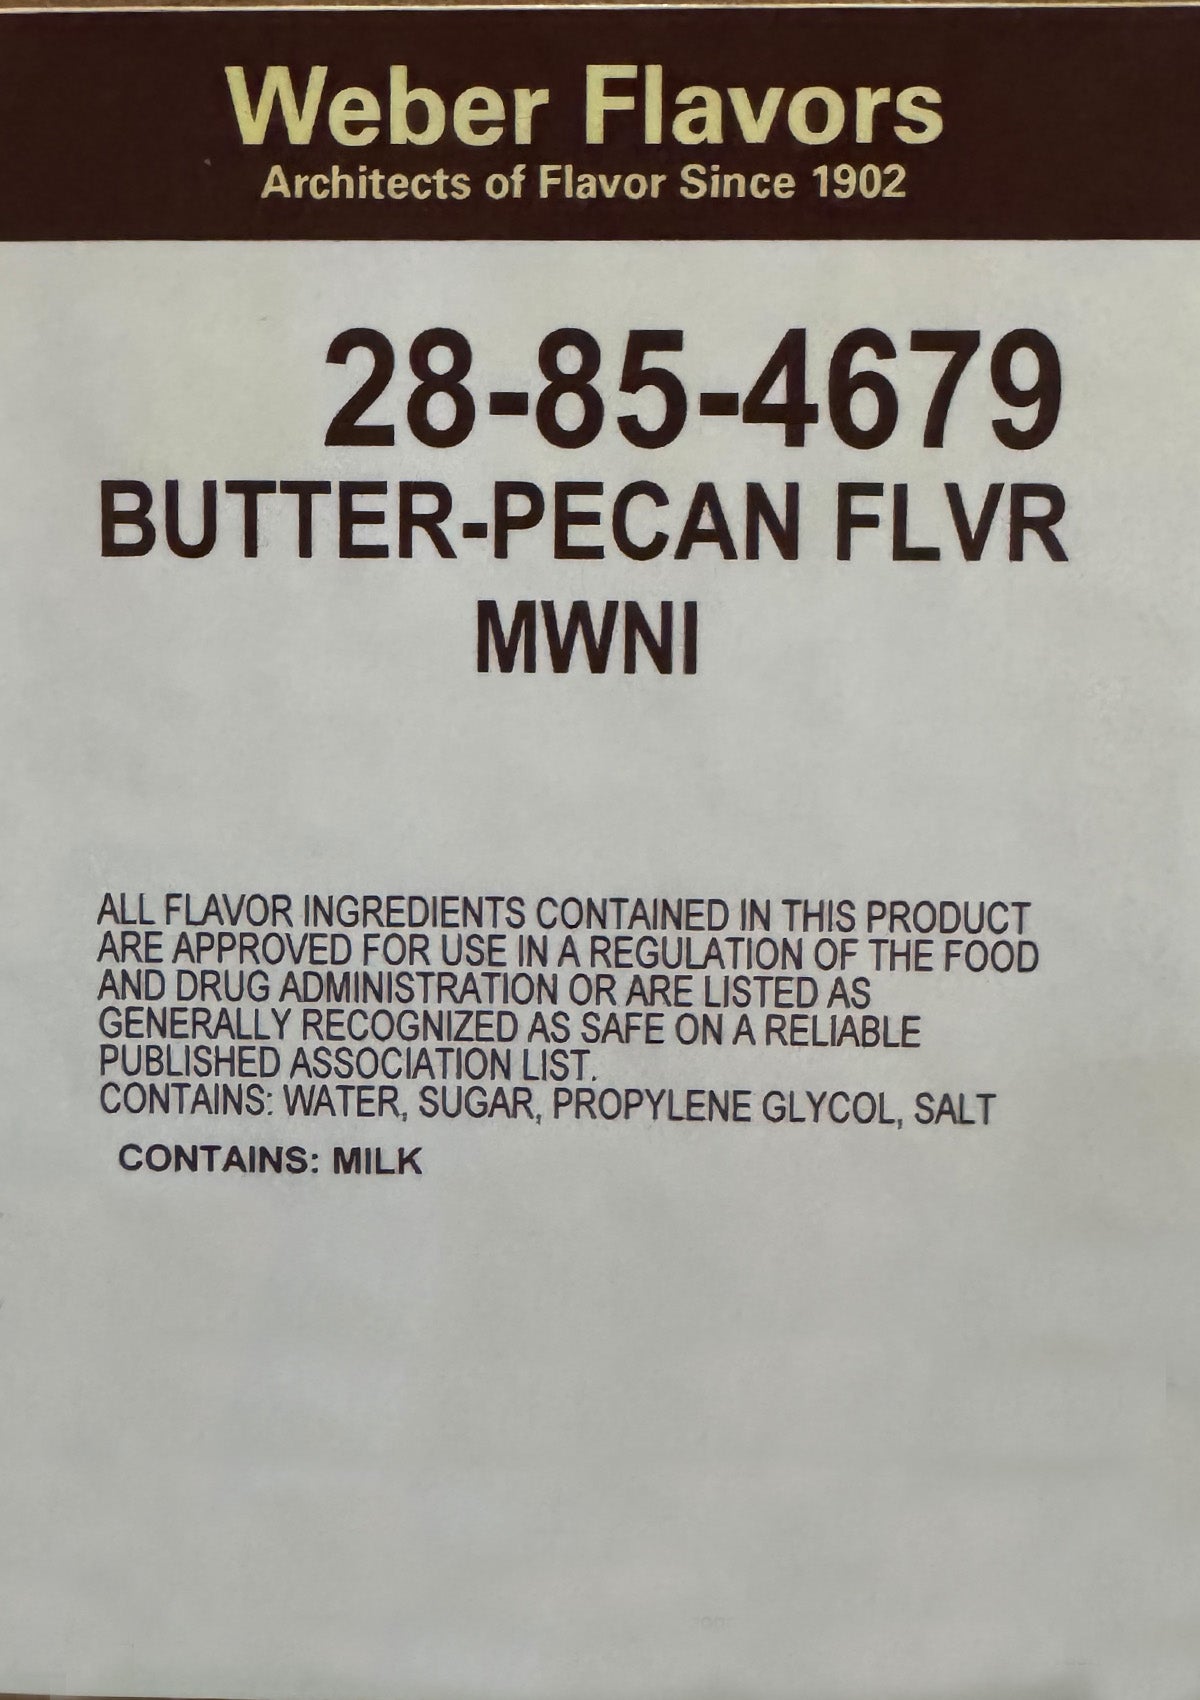 Weber Flavors
Architects of Flavor Since 1902
28-85-4679
BUTTER-PECAN FLVR
MWNI
ALL FLAVOR INGREDIENTS CONTAINED IN THIS PRODUCT
ARE APPROVED FOR USE IN A REGULATION OF THE FOOD
AND DRUG ADMINISTRATION OR ARE LISTED AS
GENERALLY RECOGNIZED AS SAFE ON A RELIABLE
PUBLISHED ASSOCIATION LIST.
CONTAINS: WATER, SUGAR, PROPYLENE GLYCOL, SALT
CONTAINS: MILK